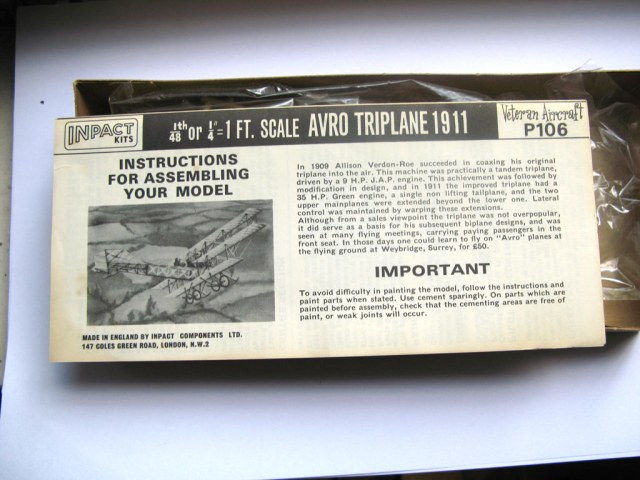 INPACT KITS
1th/48 or 1"/4 = 1 FT. SCALE AVRO TRIPLANE 1911
Veteran Aircraft
P106
INSTRUCTIONS
FOR ASSEMBLING
YOUR MODEL
MADE IN ENGLAND BY INPACT COMPONENTS LTD.
147 COLES GREEN ROAD, LONDON, N.W.2
In 1909 Allison Verdon-Roe succeeded in coaxing his original
triplane into the air. This machine was practically a tandem triplane,
driven by a 9 H.P. J.A.P. engine. This achievement was followed by
modification in design, and in 1911 the improved triplane had a
35 H.P. Green engine, a single non lifting tailplane, and the two
upper mainplanes were extended beyond the lower one. Lateral
control was maintained by warping these extensions.
Although from a sales viewpoint the triplane was not overpopular,
it did serve as a basis for his subsequent biplane designs, and was
seen at many flying meetings, carrying paying passengers in the
front seat. In those days one could learn to fly on "Avro" planes at
the flying ground at Weybridge, Surrey, for £50.
IMPORTANT
To avoid difficulty in painting the model, follow the instructions and
paint parts when stated. Use cement sparingly. On parts which are
painted before assembly, check that the cementing areas are free of
paint, or weak joints will occur.